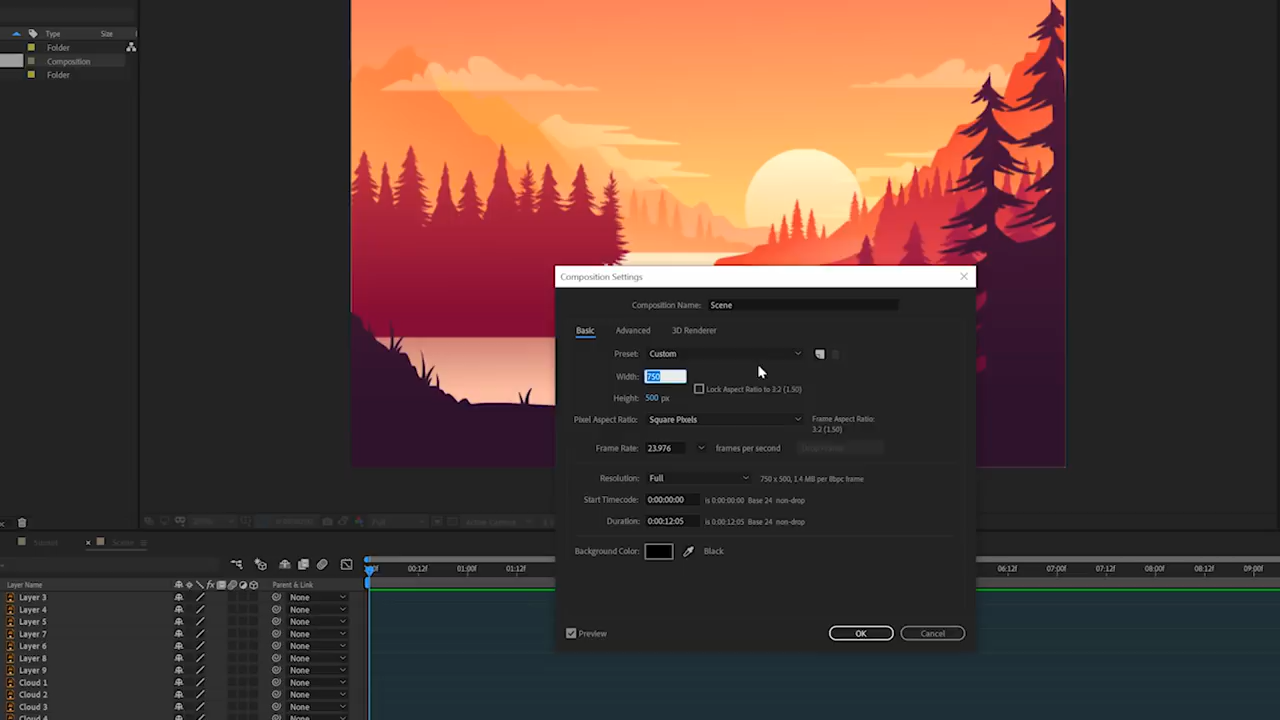 Type Size
Folder
Composition
Folder
Composition Settings
Composition Name: Scene
Basic Advanced 3D Renderer
Preset: Custom
Width: 750
Lock Aspect Ratio to 3:2 (1.50)
Height: 500 px
Pixel Aspect Ratio: Square Pixels Frame Aspect Ratio:
3:2 (1.50)
Frame Rate: 23.976 frames per second
Resolution: Full 750 x 500, 1.4 MB per 8bpc frame
Start Timecode: 0:00:00:00 is 0:00:00:00 Base 24 non-drop
Duration: 0:00:12:05 is 0:00:12:05 Base 24 non-drop
Background Color: Black
Preview OK Cancel
Scene
00:12f 01:00f 01:12f 06:12f 07:00f 07:12f 08:00f 08:12f 09:00f
Layer Name Parent & Link
Layer 3 None
Layer 4 None
Layer 5 None
Layer 7 None
Layer 6 None
Layer 8 None
Layer 9 None
Cloud 1 None
Cloud 2 None
Cloud 3 None
Cloud 4 None